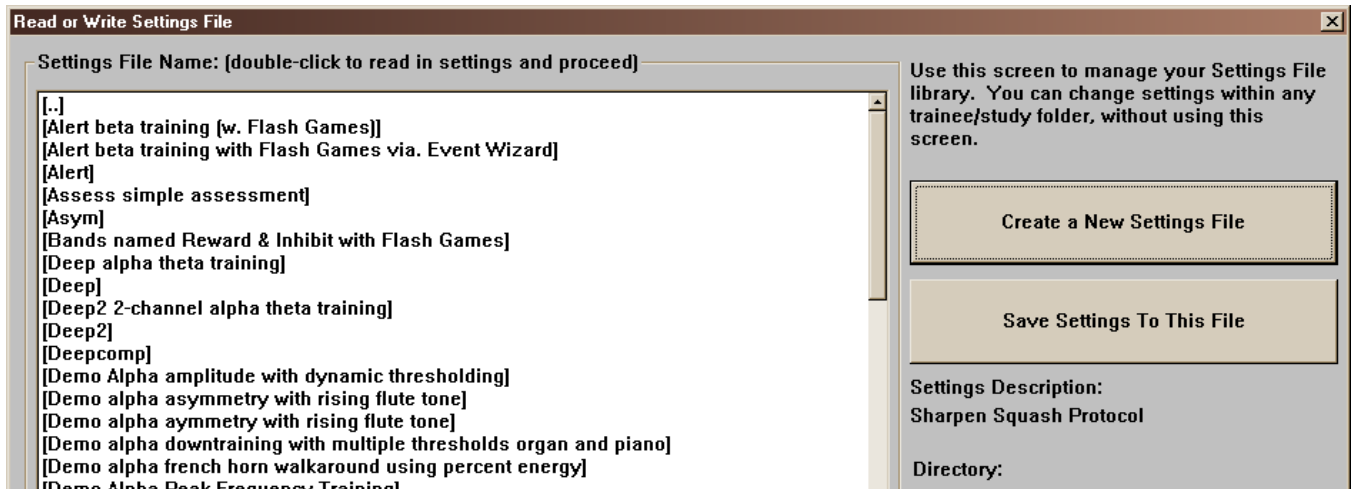 Read or Write Settings File
Settings File Name: (double-click to read in settings and proceed)
[..]
[Alert beta training (w. Flash Games)]
[Alert beta training with Flash Games via. Event Wizard]
[Alert]
[Assess simple assessment]
[Asym]
[Bands named Reward & Inhibit with Flash Games]
[Deep alpha theta training]
[Deep]
[Deep2 2-channel alpha theta training]
[Deep2]
[Deepcomp]
[Demo Alpha amplitude with dynamic thresholding]
[Demo alpha asymmetry with rising flute tone]
[Demo alpha aymmetry with rising flute tone]
[Demo alpha downtraining with multiple thresholds organ and piano]
[Demo alpha french horn walkaround using percent energy]
[Demo Alpha Peak Frequency Training]
Use this screen to manage your Settings File
library. You can change settings within any
trainee/study folder, without using this
screen.
Create a New Settings File
Save Settings To This File
Settings Description:
Sharpen Squash Protocol
Directory: